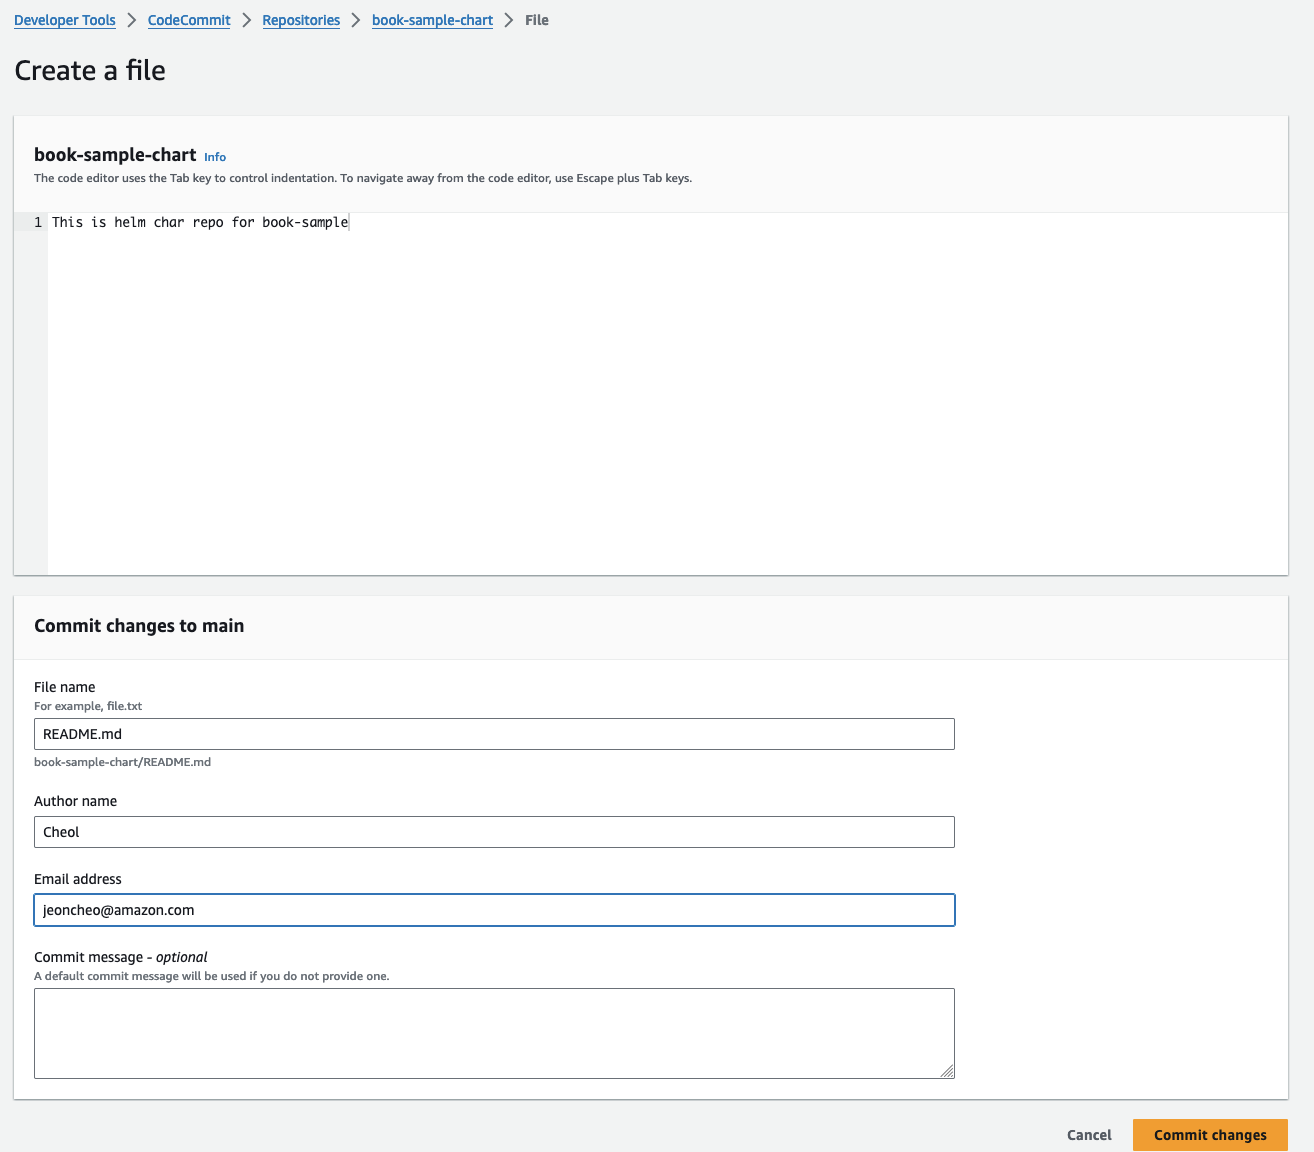 Developer Tools > CodeCommit > Repositories > book-sample-chart > File
Create a file
book-sample-chart Info
The code editor uses the Tab key to control indentation. To navigate away from the code editor, use Escape plus Tab keys.
1 This is helm char repo for book-sample
Commit changes to main
File name
For example, file.txt
README.md
book-sample-chart/README.md
Author name
Cheol
Email address
jeoncheo@amazon.com
Commit message - optional
A default commit message will be used if you do not provide one.
Cancel Commit changes